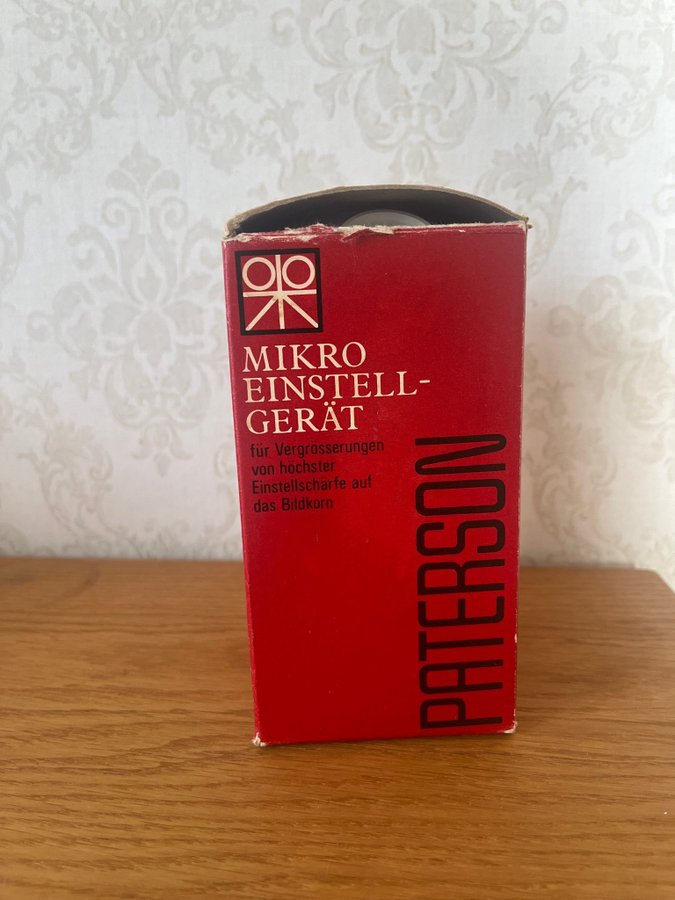 MIKRO
EINSTELL-
GERÄT
für Vergrösserungen
von höchster
Einstellschärfe auf
das Bildkorn
PATERSON